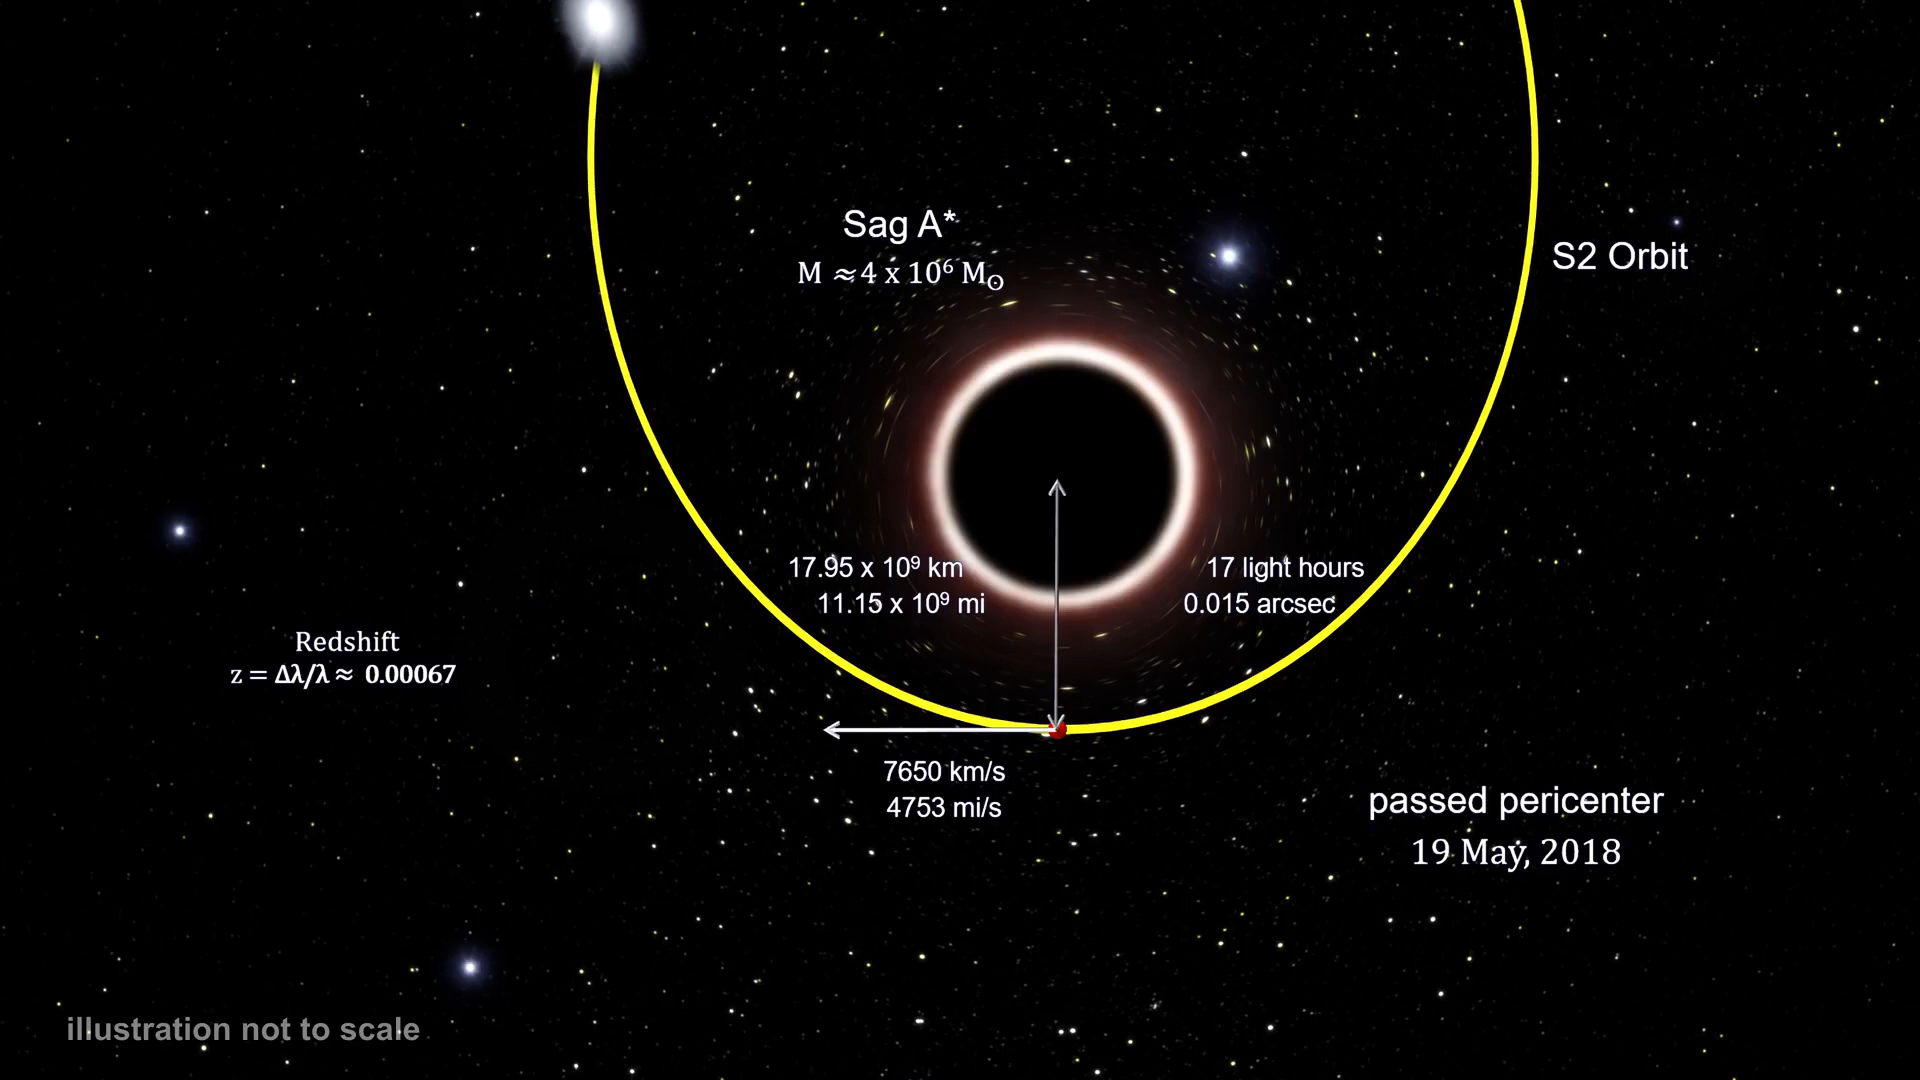 Sag A*
M ≈4 x 10⁶ M☉
S2 Orbit
17.95 x 10⁹ km
11.15 x 10⁹ mi
17 light hours
0.015 arcsec
Redshift
z = Δλ/λ ≈ 0.00067
7650 km/s
4753 mi/s
passed pericenter
19 May, 2018
illustration not to scale